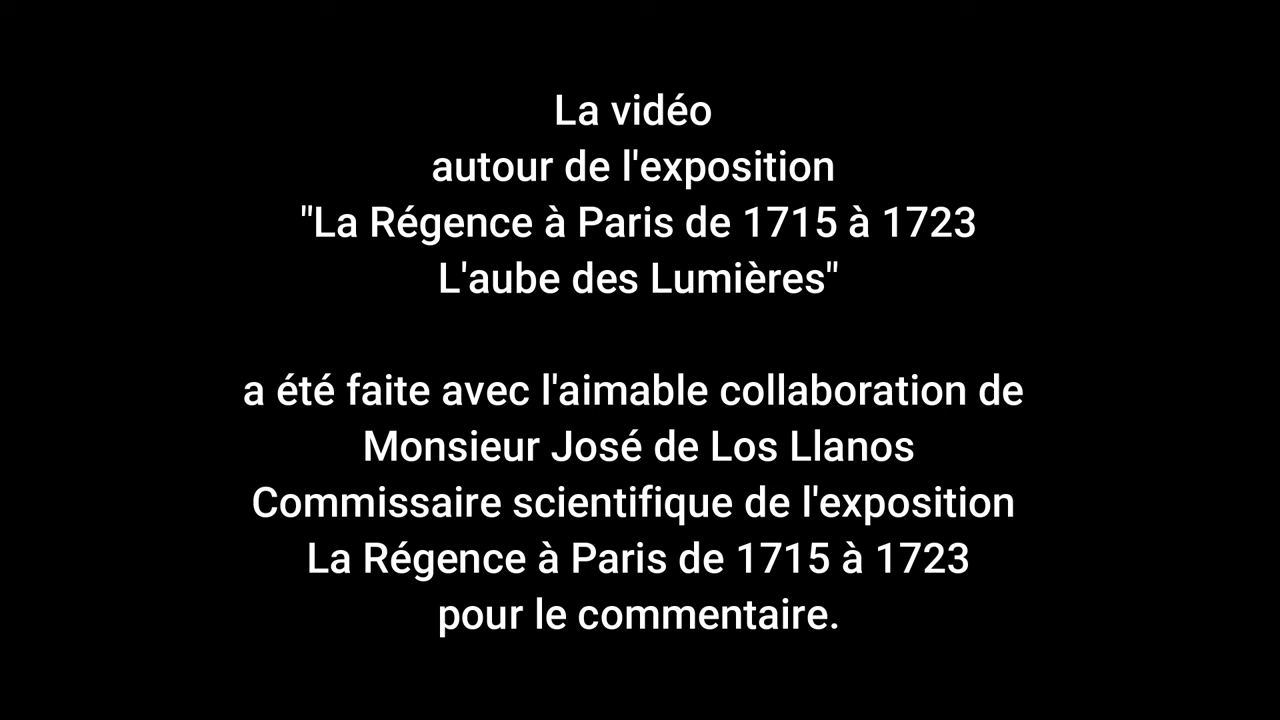 La vidéo
autour de l'exposition
"La Régence à Paris de 1715 à 1723
L'aube des Lumières"
a été faite avec l'aimable collaboration de
Monsieur José de Los Llanos
Commissaire scientifique de l'exposition
La Régence à Paris de 1715 à 1723
pour le commentaire.